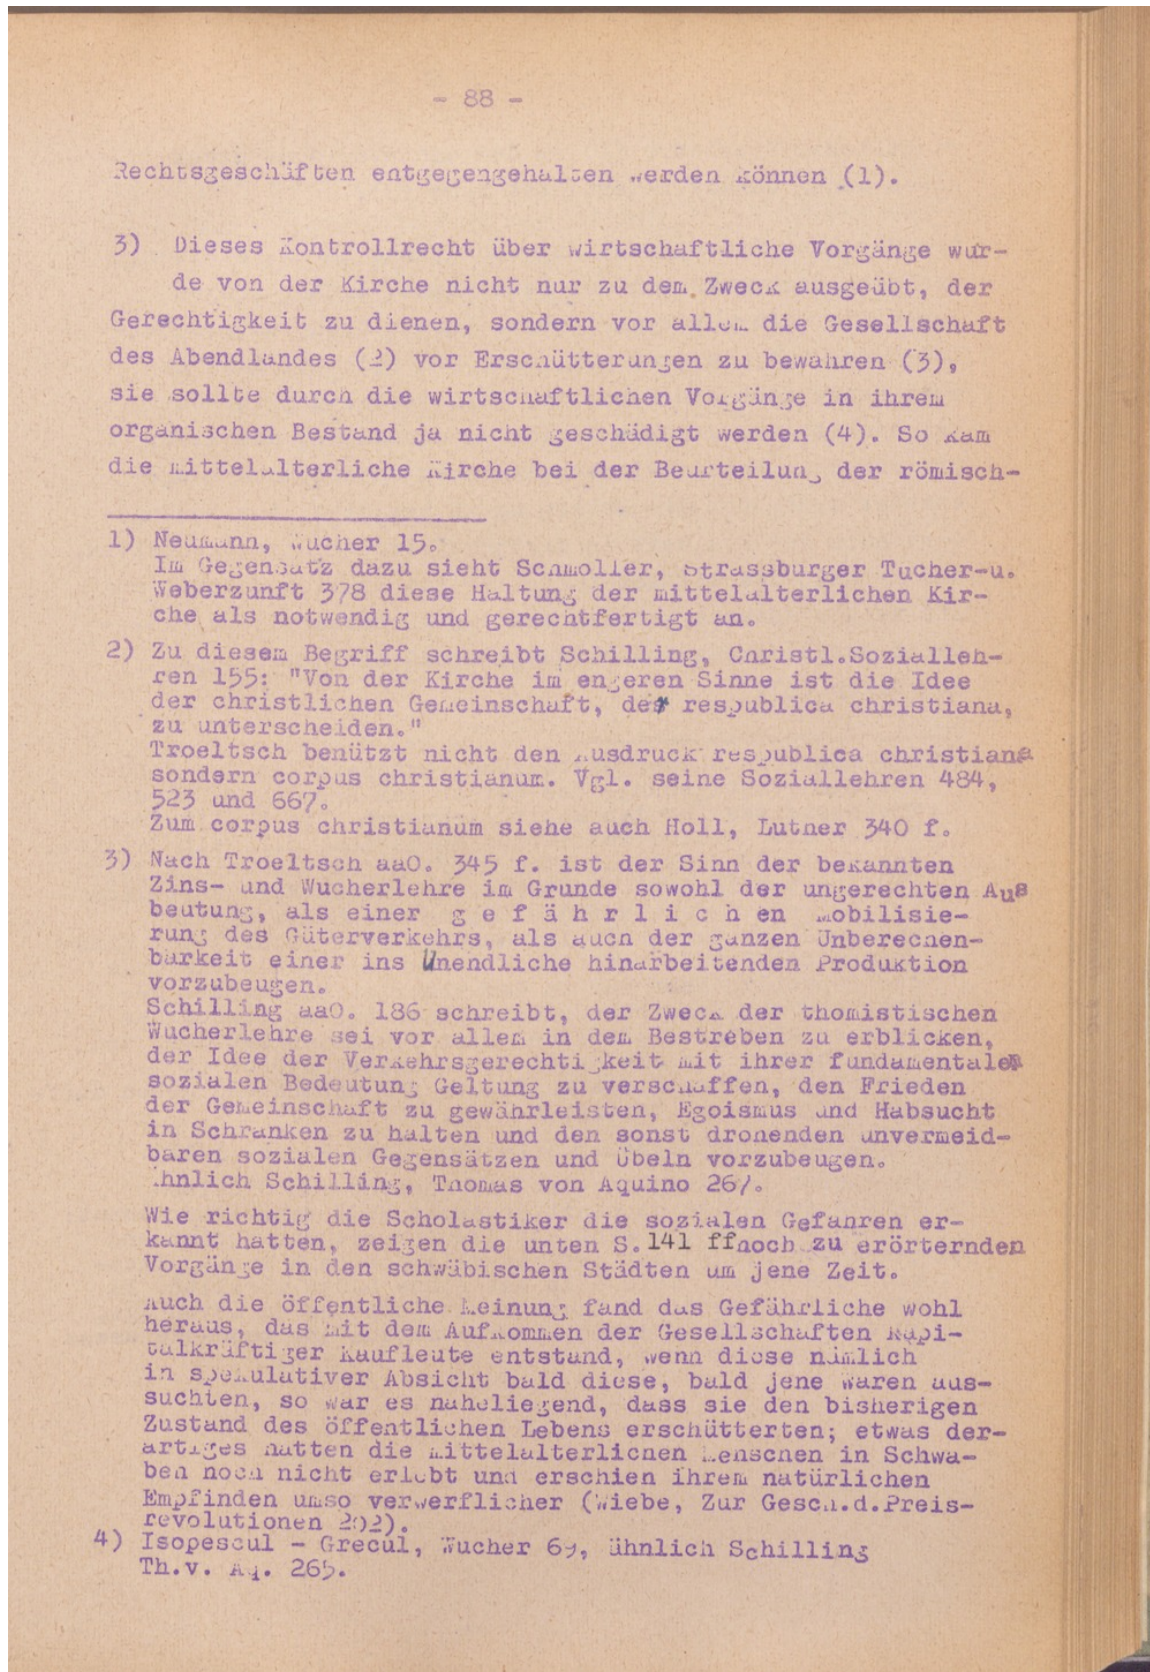 - 88 -
Rechtsgeschäften entgegengehalten werden können (1).
3) Dieses Kontrollrecht über wirtschaftliche Vorgänge wur-
de von der Kirche nicht nur zu dem Zweck ausgeübt, der
Gerechtigkeit zu dienen, sondern vor allem die Gesellschaft
des Abendlandes (2) vor Erschütterungen zu bewahren (3),
sie sollte durch die wirtschaftlichen Vorgänge in ihrem
organischen Bestand ja nicht geschädigt werden (4). So kam
die mittelalterliche Kirche bei der Beurteilung der römisch-
1) Neumann, Wucher 15.
Im Gegensatz dazu sieht Schmoller, Strassburger Tucher-u.
Weberzunft 378 diese Haltung der mittelalterlichen Kir-
che als notwendig und gerechtfertigt an.
2) Zu diesem Begriff schreibt Schilling, Christl.Sozialleh-
ren 155: "Von der Kirche im engeren Sinne ist die Idee
der christlichen Gemeinschaft, der respublica christiana,
zu unterscheiden."
Troeltsch benützt nicht den Ausdruck respublica christiana
sondern corpus christianum. Vgl. seine Soziallehren 484,
523 und 667.
Zum corpus christianum siehe auch Holl, Luther 340 f.
3) Nach Troeltsch aaO. 345 f. ist der Sinn der bekannten
Zins- und Wucherlehre im Grunde sowohl der ungerechten Aus
beutung, als einer g e f ä h r l i c h en Mobilisie-
rung des Güterverkehrs, als auch der ganzen Unberechen-
barkeit einer ins Unendliche hinarbeitenden Produktion
vorzubeugen.
Schilling aaO. 186 schreibt, der Zweck der thomistischen
Wucherlehre sei vor allem in dem Bestreben zu erblicken,
der Idee der Verkehrsgerechtigkeit mit ihrer fundamentalen
sozialen Bedeutung Geltung zu verschaffen, den Frieden
der Gemeinschaft zu gewährleisten, Egoismus und Habsucht
in Schranken zu halten und den sonst drohenden unvermeid-
baren sozialen Gegensätzen und Übeln vorzubeugen.
Ähnlich Schilling, Thomas von Aquino 267.
Wie richtig die Scholastiker die sozialen Gefahren er-
kannt hatten, zeigen die unten S. 141 ff noch zu erörternden
Vorgänge in den schwäbischen Städten um jene Zeit.
Auch die öffentliche Meinung fand das Gefährliche wohl
heraus, das mit dem Aufkommen der Gesellschaften kapi-
talkräftiger Kaufleute entstand, wenn diese nämlich
in spekulativer Absicht bald diese, bald jene Waren aus-
suchten, so war es naheliegend, dass sie den bisherigen
Zustand des öffentlichen Lebens erschütterten; etwas der-
artiges hatten die mittelalterlichen Menschen in Schwa-
ben noch nicht erlebt und erschien ihrem natürlichen
Empfinden umso verwerflicher (Wiebe, Zur Gesch.d.Preis-
revolutionen 202).
4) Isopescul - Grecul, Wucher 69, ähnlich Schilling
Th.v. Aq. 265.